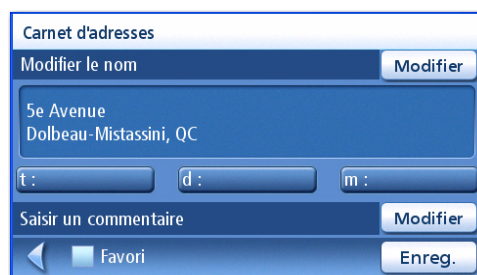 Carnet d'adresses
Modifier le nom Modifier
5e Avenue
Dolbeau-Mistassini, QC
t : d : m :
Saisir un commentaire Modifier
Favori Enreg.